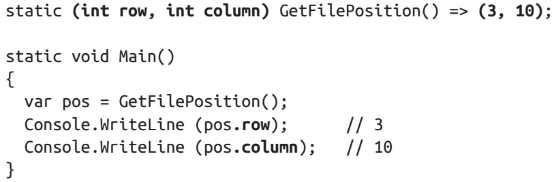 static (int row, int column) GetFilePosition() => (3, 10);
static void Main()
{
  var pos = GetFilePosition();
  Console.WriteLine (pos.row);      // 3
  Console.WriteLine (pos.column);   // 10
}